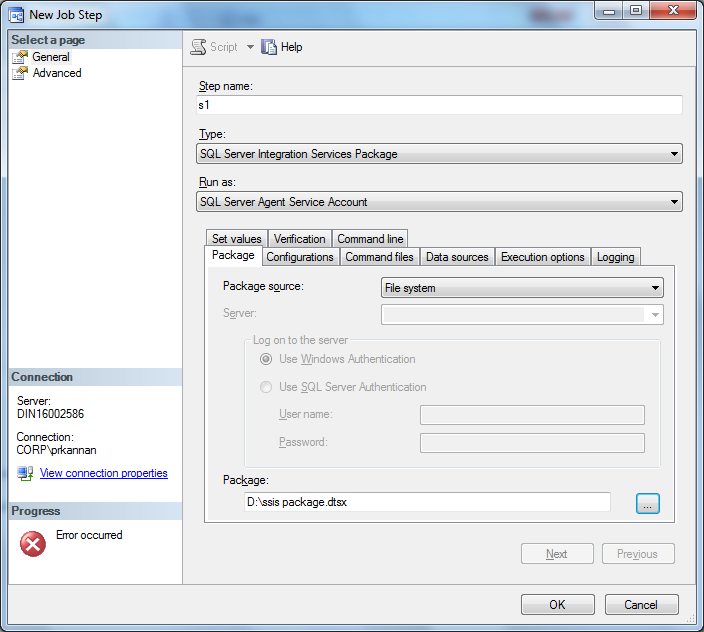 New Job Step
Select a page
General
Advanced
Script
Help
Step name:
s1
Type:
SQL Server Integration Services Package
Run as:
SQL Server Agent Service Account
Set values
Verification
Command line
Package
Configurations
Command files
Data sources
Execution options
Logging
Package source:
File system
Server:
Log on to the server
Use Windows Authentication
Use SQL Server Authentication
User name:
Password:
Package:
D:\ssis package.dtsx
...
Connection
Server:
DIN16002586
Connection:
CORP\prkannan
View connection properties
Progress
Error occurred
Next
Previous
OK
Cancel